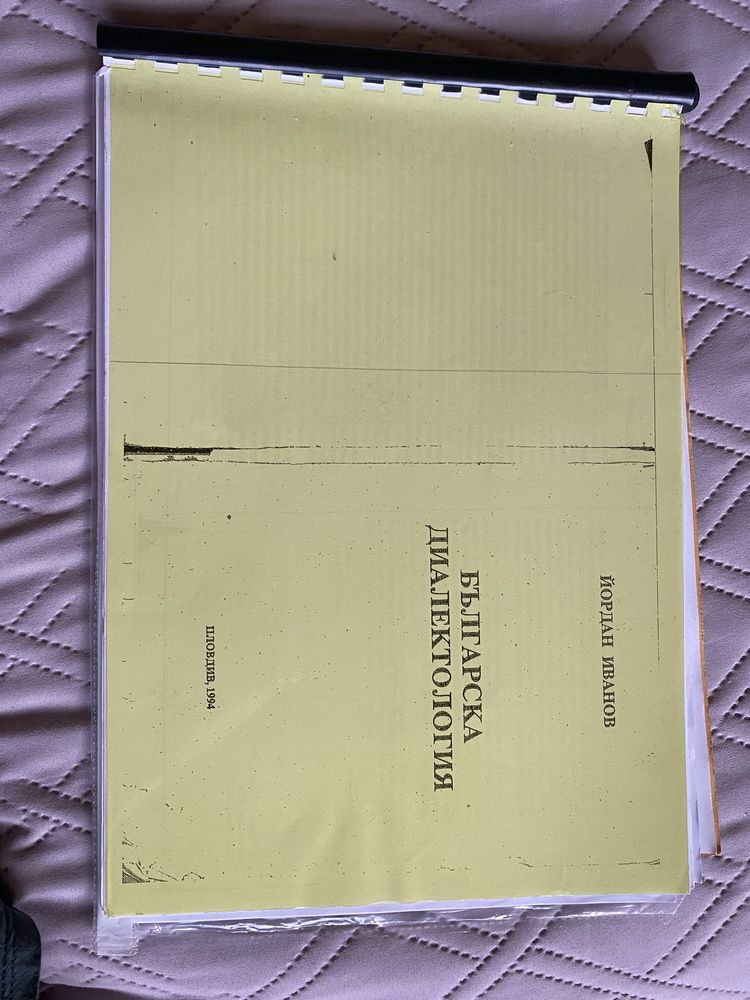 ЙОРДАН ИВАНОВ
БЪЛГАРСКА
ДИАЛЕКТОЛОГИЯ
ПЛОВДИВ, 1994